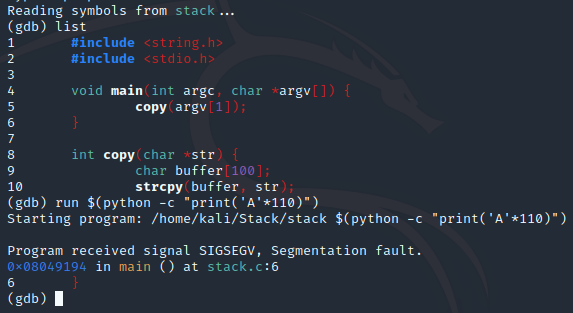 Reading symbols from stack...
(gdb) list
1       #include <string.h>
2       #include <stdio.h>
3
4       void main(int argc, char *argv[]) {
5               copy(argv[1]);
6       }
7
8       int copy(char *str) {
9               char buffer[100];
10              strcpy(buffer, str);
(gdb) run $(python -c "print('A'*110)")
Starting program: /home/kali/Stack/stack $(python -c "print('A'*110)")

Program received signal SIGSEGV, Segmentation fault.
0x08049194 in main () at stack.c:6
6       }
(gdb)